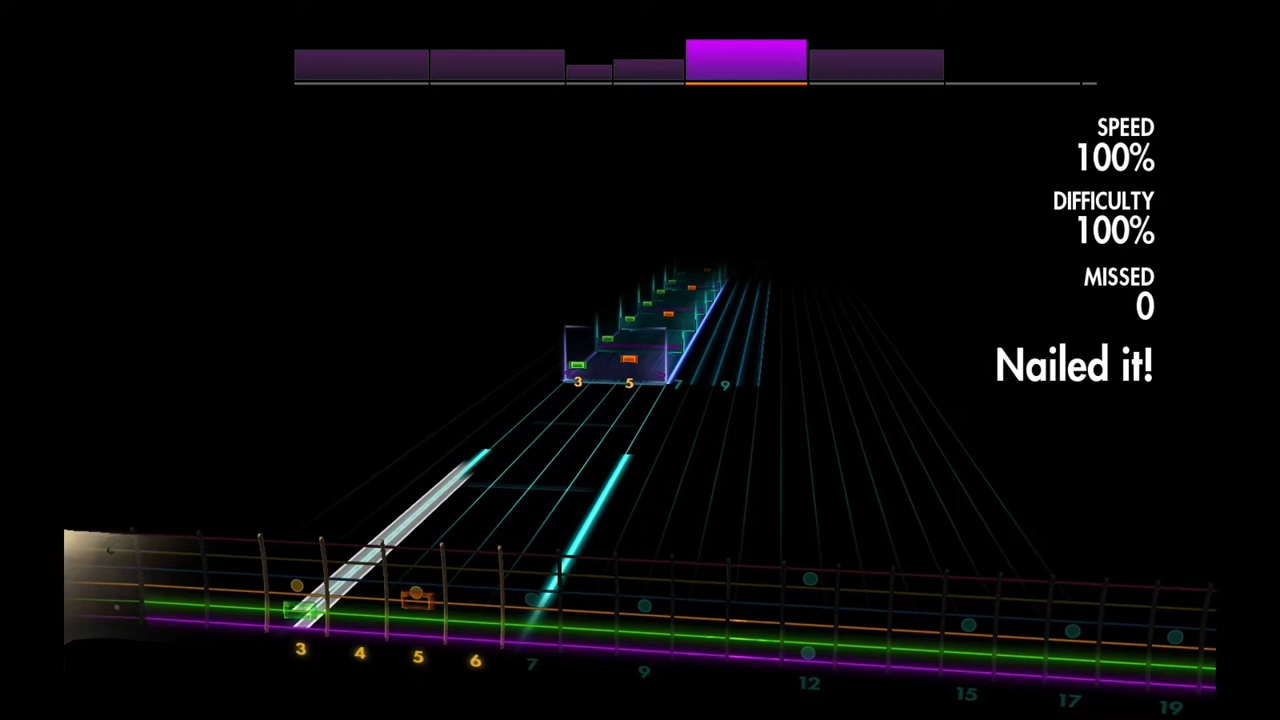 SPEED
100%
DIFFICULTY
100%
MISSED
0
Nailed it!
3 5 7 9
3 4 5 6 7 9 12 15 17 19